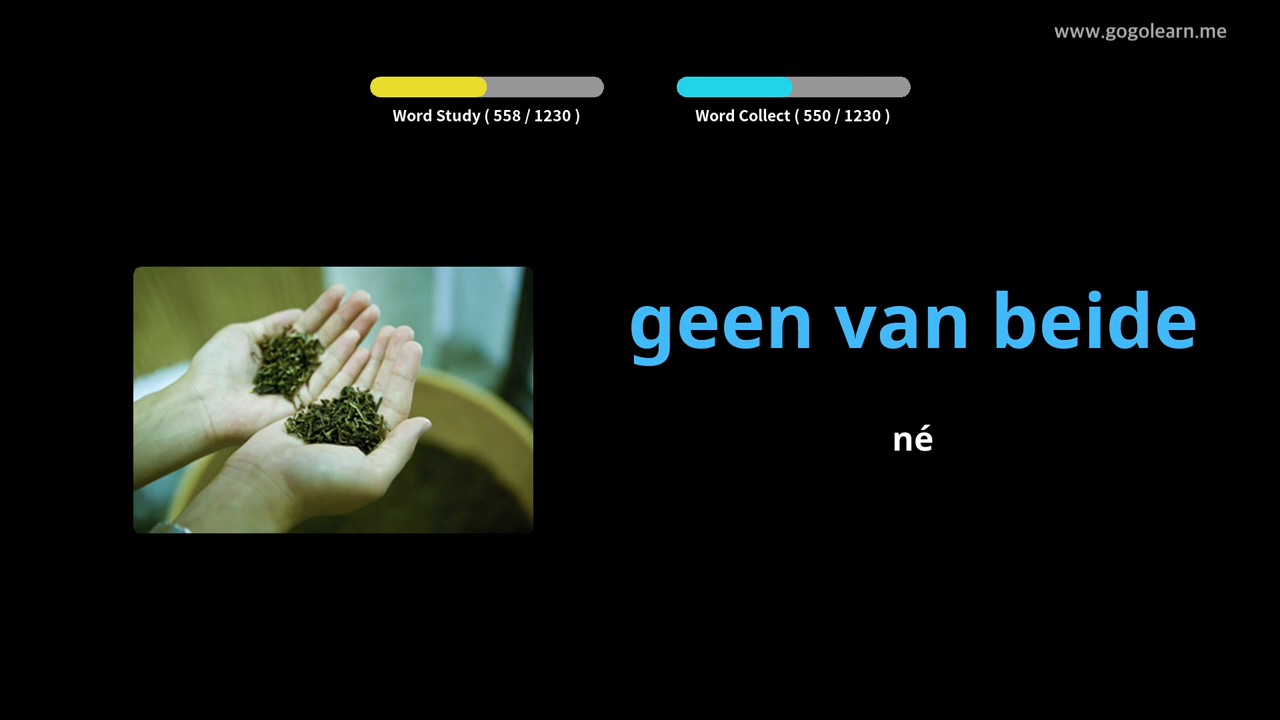 www.gogolearn.me
Word Study ( 558 / 1230 )
Word Collect ( 550 / 1230 )
geen van beide
né